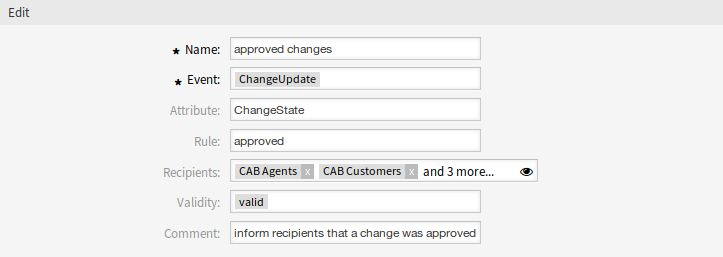 Edit
★ Name: approved changes
★ Event: ChangeUpdate
Attribute: ChangeState
Rule: approved
Recipients: CAB Agents x CAB Customers x and 3 more...
Validity: valid
Comment: inform recipients that a change was approved